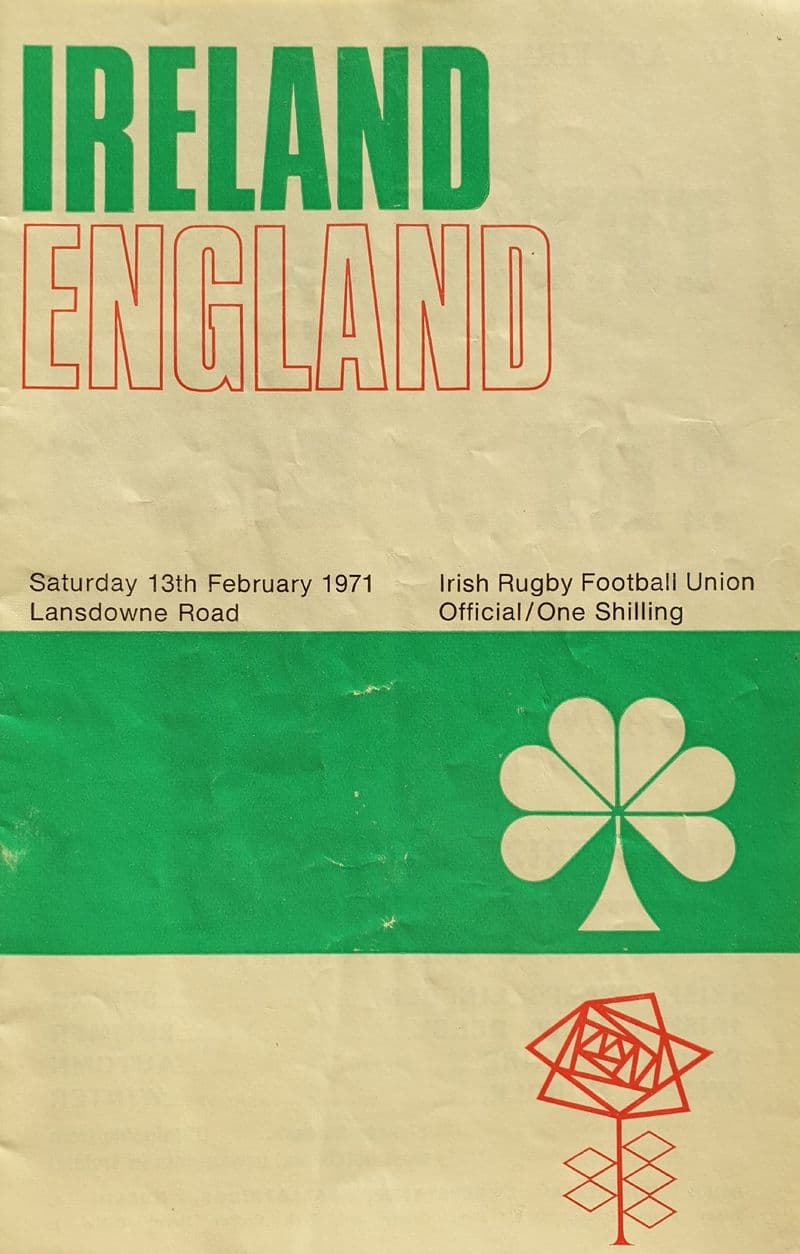 IRELAND
ENGLAND
Saturday 13th February 1971
Lansdowne Road
Irish Rugby Football Union
Official/One Shilling